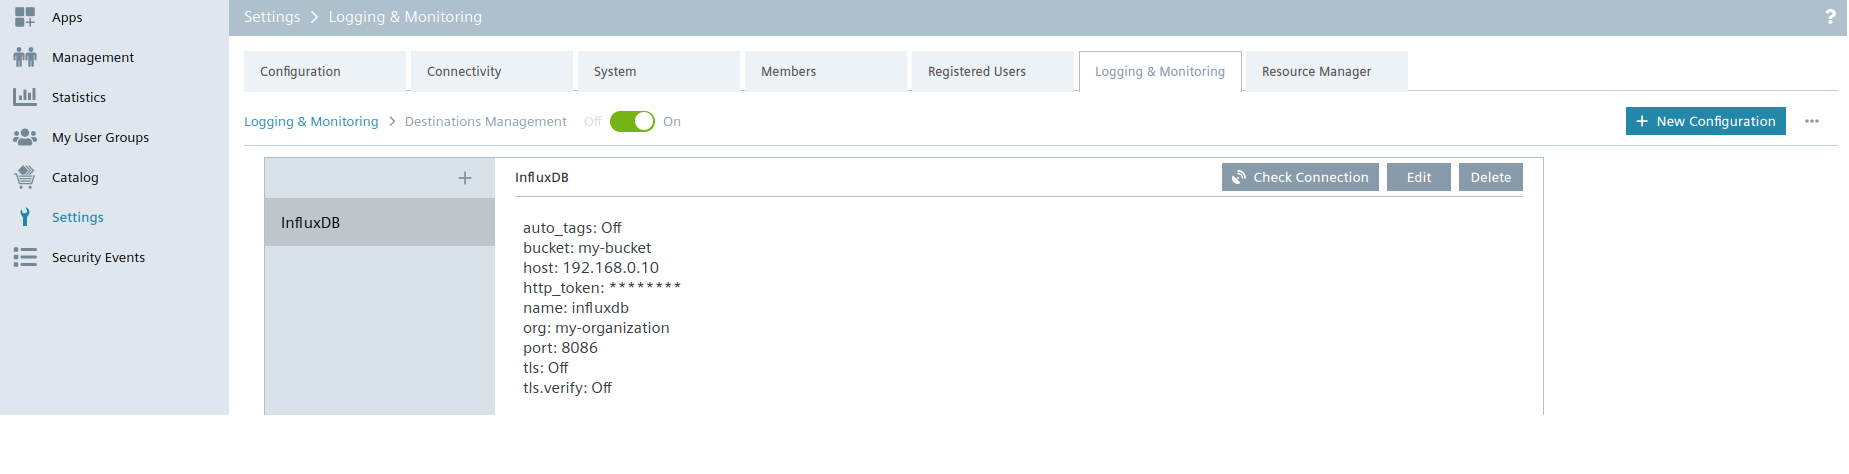 Apps
Management
Statistics
My User Groups
Catalog
Settings
Security Events
Settings > Logging & Monitoring ?
Configuration Connectivity System Members Registered Users Logging & Monitoring Resource Manager
Logging & Monitoring > Destinations Management Off On + New Configuration ...
+
InfluxDB
InfluxDB Check Connection Edit Delete
auto_tags: Off
bucket: my-bucket
host: 192.168.0.10
http_token: ********
name: influxdb
org: my-organization
port: 8086
tls: Off
tls.verify: Off